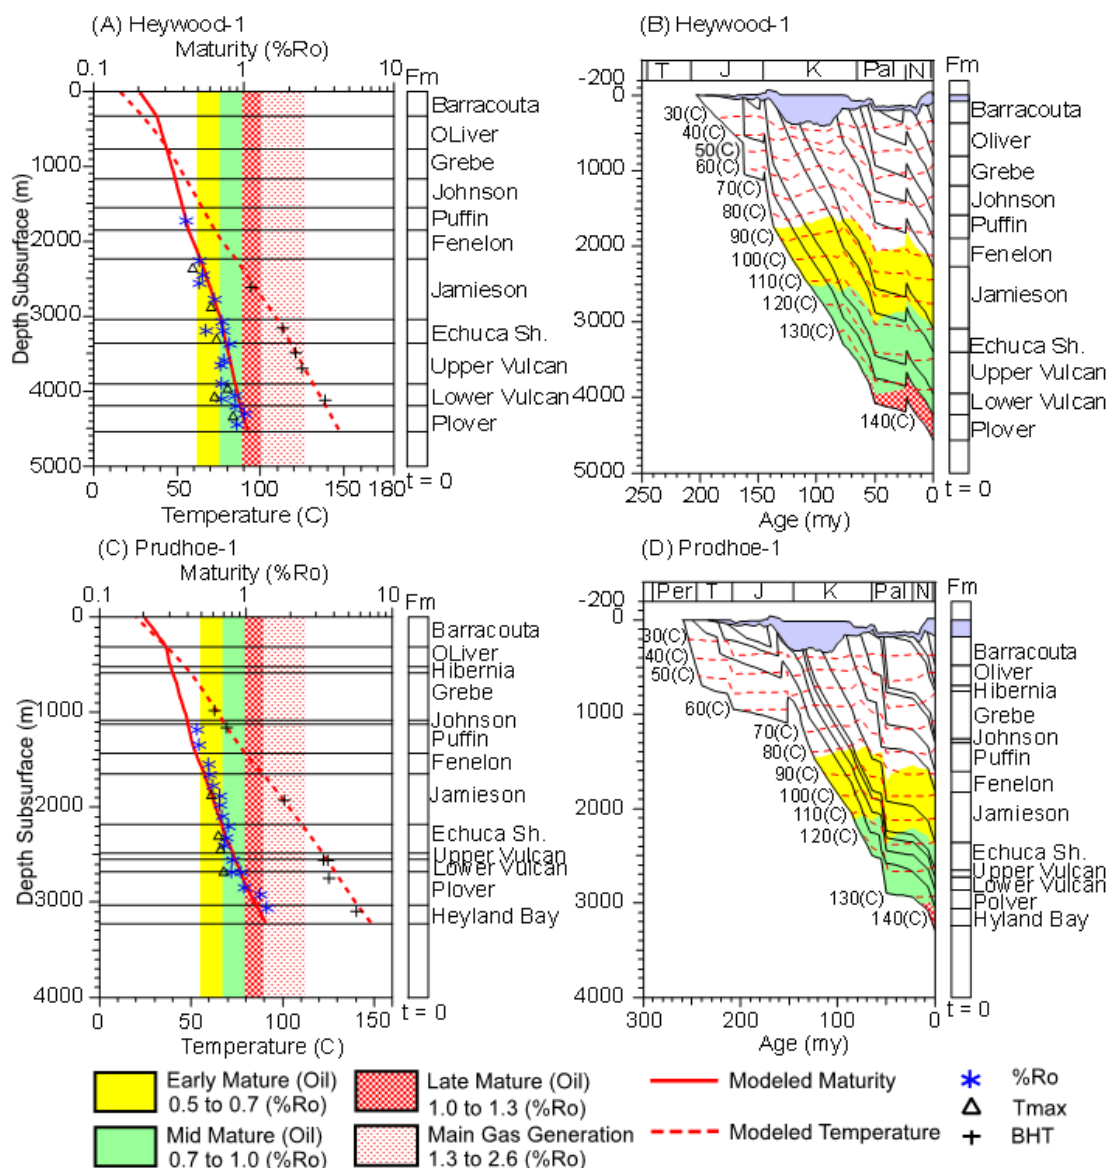 (A) Heywood-1
Maturity (%Ro)
0.1 1 10 Fm
0
1000
2000
3000
4000
5000
Depth Subsurface (m)
Barracouta
OLiver
Grebe
Johnson
Puffin
Fenelon
Jamieson
Echuca Sh.
Upper Vulcan
Lower Vulcan
Plover
0 50 100 150 180 t = 0
Temperature (C)
(B) Heywood-1
Fm
T J K Pal N
-200
0
1000
2000
3000
4000
5000
30(C)
40(C)
50(C)
60(C)
70(C)
80(C)
90(C)
100(C)
110(C)
120(C)
130(C)
140(C)
Barracouta
Oliver
Grebe
Johnson
Puffin
Fenelon
Jamieson
Echuca Sh.
Upper Vulcan
Lower Vulcan
Plover
250 200 150 100 50 0
t = 0
Age (my)
(C) Prudhoe-1
Maturity (%Ro)
0.1 1 10 Fm
0
1000
2000
3000
4000
Depth Subsurface (m)
Barracouta
OLiver
Hibernia
Grebe
Johnson
Puffin
Fenelon
Jamieson
Echuca Sh.
Upper Vulcan
Lower Vulcan
Plover
Heyland Bay
0 50 100 150 t = 0
Temperature (C)
(D) Prodhoe-1
Fm
Per T J K Pal N
-200
0
1000
2000
3000
4000
30(C)
40(C)
50(C)
60(C)
70(C)
80(C)
90(C)
100(C)
110(C)
120(C)
130(C)
140(C)
Barracouta
Oliver
Hibernia
Grebe
Johnson
Puffin
Fenelon
Jamieson
Echuca Sh.
Upper Vulcan
Lower Vulcan
Polver
Hyland Bay
300 200 100 0
t = 0
Age (my)
Early Mature (Oil)
0.5 to 0.7 (%Ro)
Mid Mature (Oil)
0.7 to 1.0 (%Ro)
Late Mature (Oil)
1.0 to 1.3 (%Ro)
Main Gas Generation
1.3 to 2.6 (%Ro)
Modeled Maturity
Modeled Temperature
%Ro
Tmax
BHT